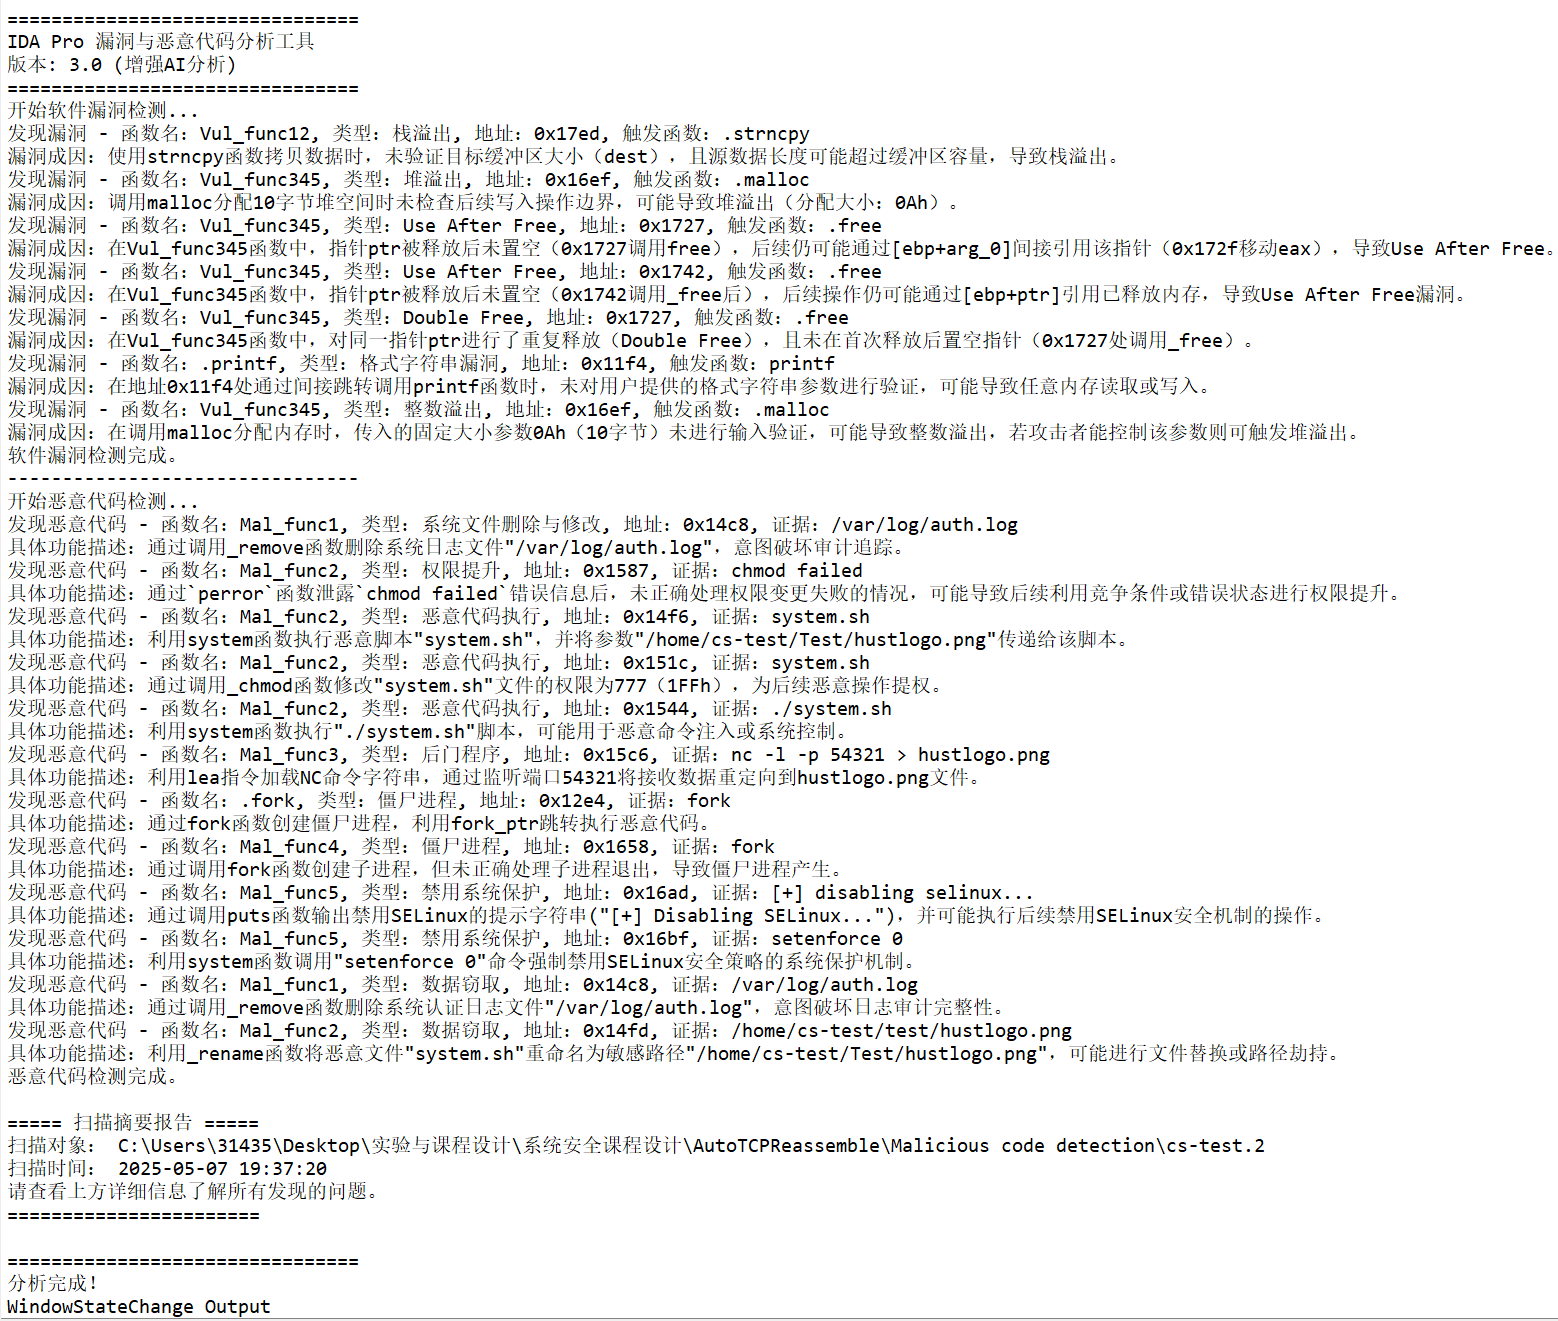 ================================
IDA Pro 漏洞与恶意代码分析工具
版本: 3.0 (增强AI分析)
================================
开始软件漏洞检测...
发现漏洞 - 函数名: Vul_func12, 类型: 栈溢出, 地址: 0x17ed, 触发函数: .strncpy
漏洞成因: 使用strncpy函数拷贝数据时，未验证目标缓冲区大小（dest），且源数据长度可能超过缓冲区容量，导致栈溢出。
发现漏洞 - 函数名: Vul_func345, 类型: 堆溢出, 地址: 0x16ef, 触发函数: .malloc
漏洞成因: 调用malloc分配10字节堆空间时未检查后续写入操作边界，可能导致堆溢出（分配大小: 0Ah）。
发现漏洞 - 函数名: Vul_func345, 类型: Use After Free, 地址: 0x1727, 触发函数: .free
漏洞成因: 在Vul_func345函数中，指针ptr被释放后未置空（0x1727调用free），后续仍可能通过[ebp+arg_0]间接引用该指针（0x172f移动eax），导致Use After Free。
发现漏洞 - 函数名: Vul_func345, 类型: Use After Free, 地址: 0x1742, 触发函数: .free
漏洞成因: 在Vul_func345函数中，指针ptr被释放后未置空（0x1742调用_free后），后续操作仍可能通过[ebp+ptr]引用已释放内存，导致Use After Free漏洞。
发现漏洞 - 函数名: Vul_func345, 类型: Double Free, 地址: 0x1727, 触发函数: .free
漏洞成因: 在Vul_func345函数中，对同一指针ptr进行了重复释放（Double Free），且未在首次释放后置空指针（0x1727处调用_free）。
发现漏洞 - 函数名: .printf, 类型: 格式字符串漏洞, 地址: 0x11f4, 触发函数: printf
漏洞成因: 在地址0x11f4处通过间接跳转调用printf函数时，未对用户提供的格式字符串参数进行验证，可能导致任意内存读取或写入。
发现漏洞 - 函数名: Vul_func345, 类型: 整数溢出, 地址: 0x16ef, 触发函数: .malloc
漏洞成因: 在调用malloc分配内存时，传入的固定大小参数0Ah（10字节）未进行输入验证，可能导致整数溢出，若攻击者能控制该参数则可触发堆溢出。
软件漏洞检测完成。
--------------------------------
开始恶意代码检测...
发现恶意代码 - 函数名: Mal_func1, 类型: 系统文件删除与修改, 地址: 0x14c8, 证据: /var/log/auth.log
具体功能描述: 通过调用_remove函数删除系统日志文件"/var/log/auth.log"，意图破坏审计追踪。
发现恶意代码 - 函数名: Mal_func2, 类型: 权限提升, 地址: 0x1587, 证据: chmod failed
具体功能描述: 通过`perror`函数泄露`chmod failed`错误信息后，未正确处理权限变更失败的情况，可能导致后续利用竞争条件或错误状态进行权限提升。
发现恶意代码 - 函数名: Mal_func2, 类型: 恶意代码执行, 地址: 0x14f6, 证据: system.sh
具体功能描述: 利用system函数执行恶意脚本"system.sh"，并将参数"/home/cs-test/Test/hustlogo.png"传递给该脚本。
发现恶意代码 - 函数名: Mal_func2, 类型: 恶意代码执行, 地址: 0x151c, 证据: system.sh
具体功能描述: 通过调用_chmod函数修改"system.sh"文件的权限为777（1FFh），为后续恶意操作提权。
发现恶意代码 - 函数名: Mal_func2, 类型: 恶意代码执行, 地址: 0x1544, 证据: ./system.sh
具体功能描述: 利用system函数执行"./system.sh"脚本，可能用于恶意命令注入或系统控制。
发现恶意代码 - 函数名: Mal_func3, 类型: 后门程序, 地址: 0x15c6, 证据: nc -l -p 54321 > hustlogo.png
具体功能描述: 利用lea指令加载NC命令字符串，通过监听端口54321将接收数据重定向到hustlogo.png文件。
发现恶意代码 - 函数名: .fork, 类型: 僵尸进程, 地址: 0x12e4, 证据: fork
具体功能描述: 通过fork函数创建僵尸进程，利用fork_ptr跳转执行恶意代码。
发现恶意代码 - 函数名: Mal_func4, 类型: 僵尸进程, 地址: 0x1658, 证据: fork
具体功能描述: 通过调用fork函数创建子进程，但未正确处理子进程退出，导致僵尸进程产生。
发现恶意代码 - 函数名: Mal_func5, 类型: 禁用系统保护, 地址: 0x16ad, 证据: [+] disabling selinux...
具体功能描述: 通过调用puts函数输出禁用SELinux的提示字符串("[+] Disabling SELinux...")，并可能执行后续禁用SELinux安全机制的操作。
发现恶意代码 - 函数名: Mal_func5, 类型: 禁用系统保护, 地址: 0x16bf, 证据: setenforce 0
具体功能描述: 利用system函数调用"setenforce 0"命令强制禁用SELinux安全策略的系统保护机制。
发现恶意代码 - 函数名: Mal_func1, 类型: 数据窃取, 地址: 0x14c8, 证据: /var/log/auth.log
具体功能描述: 通过调用_remove函数删除系统认证日志文件"/var/log/auth.log"，意图破坏日志审计完整性。
发现恶意代码 - 函数名: Mal_func2, 类型: 数据窃取, 地址: 0x14fd, 证据: /home/cs-test/test/hustlogo.png
具体功能描述: 利用_rename函数将恶意文件"system.sh"重命名为敏感路径"/home/cs-test/Test/hustlogo.png"，可能进行文件替换或路径劫持。
恶意代码检测完成。
===== 扫描摘要报告 =====
扫描对象: C:\Users\31435\Desktop\实验与课程设计\系统安全课程设计\AutoTCPReassemble\Malicious code detection\cs-test.2
扫描时间: 2025-05-07 19:37:20
请查看上方详细信息了解所有发现的问题。
=======================
================================
分析完成!
WindowStateChange Output